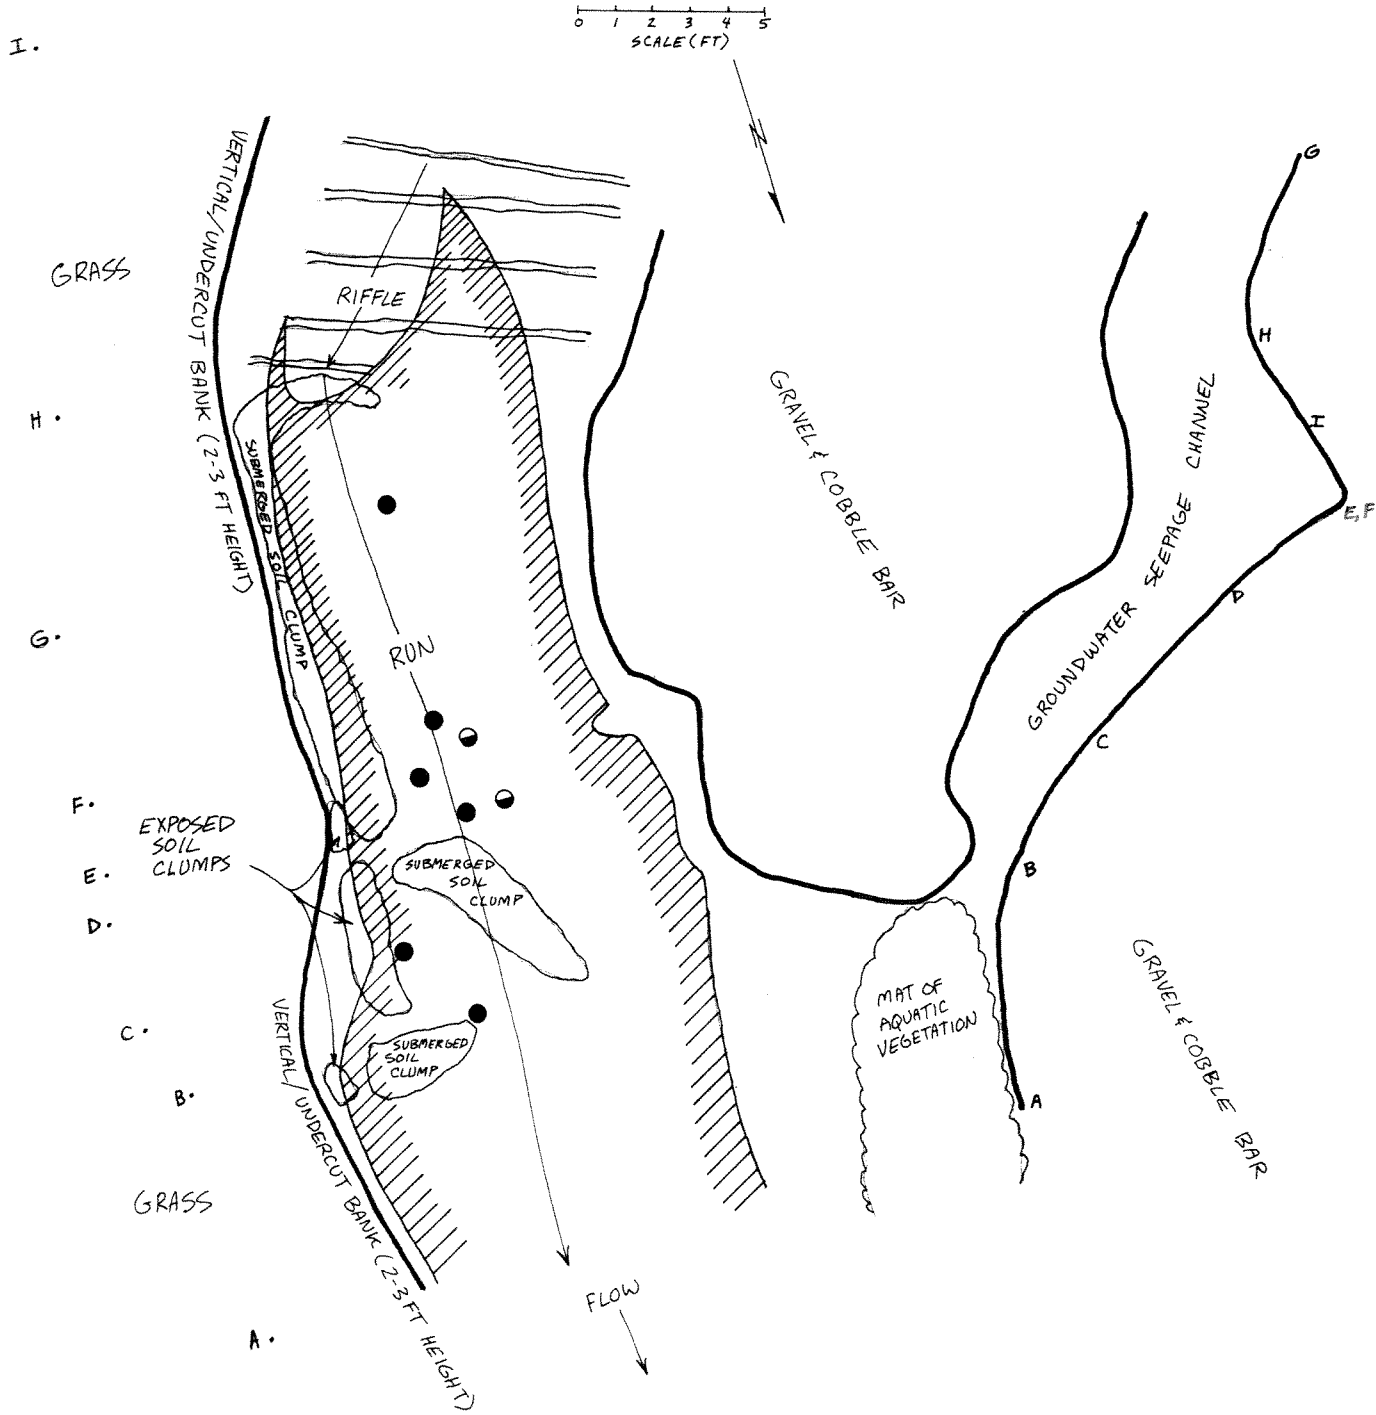 0 1 2 3 4 5
SCALE (FT)
I.
N
G
VERTICAL/UNDERCUT BANK (2-3 FT HEIGHT)
GRASS
RIFFLE
H
H.
I
GRAVEL & COBBLE BAR
GROUNDWATER SEEPAGE CHANNEL
SUBMERGED SOIL CLUMP
E, F
D
G.
RUN
C
F.
EXPOSED
SOIL
CLUMPS
E.
SUBMERGED
SOIL
CLUMP
B
D.
MAT OF
AQUATIC
VEGETATION
GRAVEL & COBBLE BAR
C.
SUBMERGED
SOIL
CLUMP
B.
A
VERTICAL/UNDERCUT BANK (2-3 FT HEIGHT)
GRASS
FLOW
A.